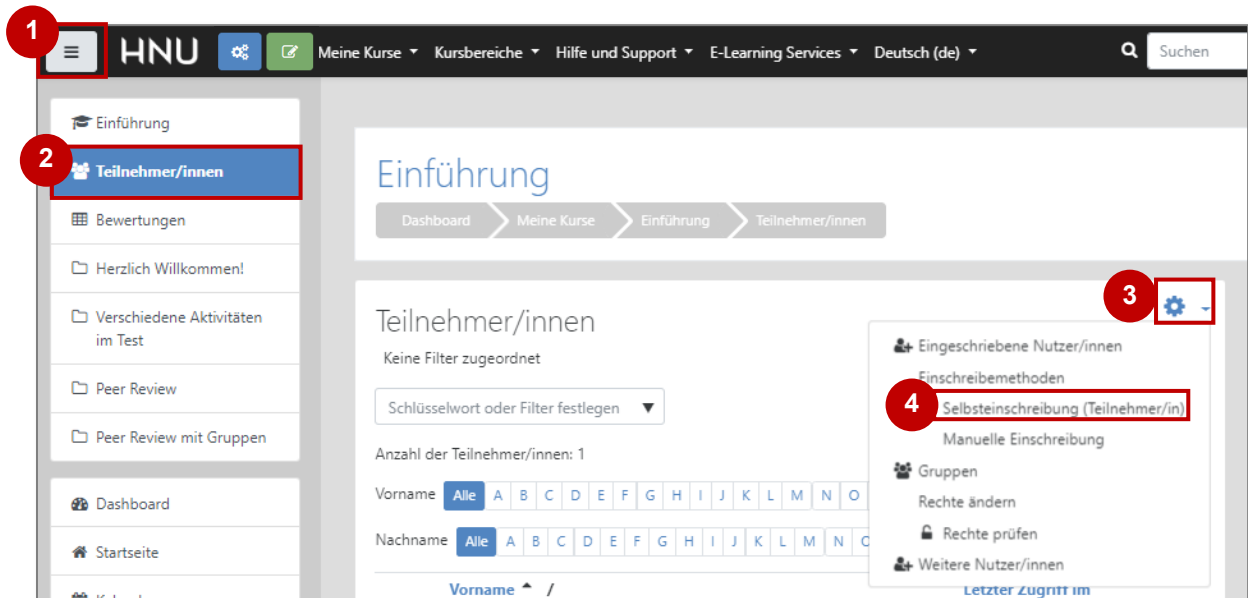 1
HNU Meine Kurse Kursbereiche Hilfe und Support E-Learning Services Deutsch (de) Suchen
Einführung
2
Teilnehmer/innen
Bewertungen
Herzlich Willkommen!
Verschiedene Aktivitäten
im Test
Peer Review
Peer Review mit Gruppen
Dashboard
Startseite
Einführung
Dashboard Meine Kurse Einführung Teilnehmer/innen
3
Teilnehmer/innen
Keine Filter zugeordnet
Schlüsselwort oder Filter festlegen
Anzahl der Teilnehmer/innen: 1
Vorname Alle A B C D E F G H I J K L M N O
Nachname Alle A B C D E F G H I J K L M N
Vorname /
Letzter Zugriff im
Eingeschriebene Nutzer/innen
Einschreibemethoden
4
Selbsteinschreibung (Teilnehmer/in)
Manuelle Einschreibung
Gruppen
Rechte ändern
Rechte prüfen
Weitere Nutzer/innen